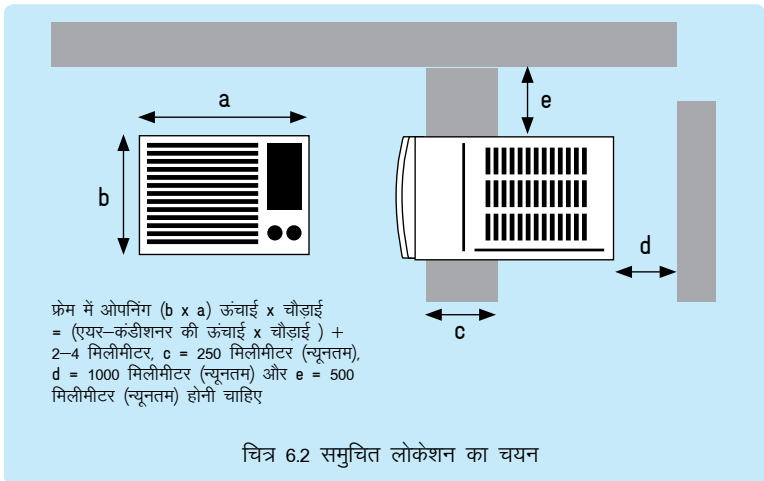 a
b
e
d
c
फ्रेम में ओपनिंग (b x a) ऊंचाई x चौड़ाई
= (एयर–कंडीशनर की ऊंचाई x चौड़ाई ) +
2–4 मिलीमीटर, c = 250 मिलीमीटर (न्यूनतम),
d = 1000 मिलीमीटर (न्यूनतम) और e = 500
मिलीमीटर (न्यूनतम) होनी चाहिए
चित्र 6.2 समुचित लोकेशन का चयन